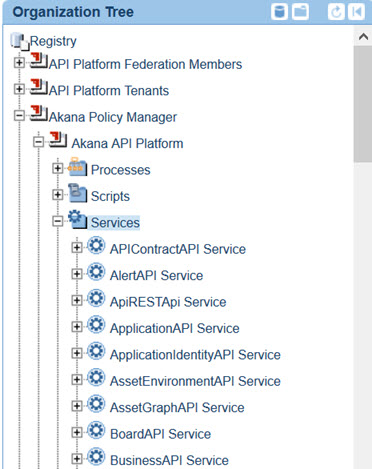 Organization Tree
Registry
API Platform Federation Members
API Platform Tenants
Akana Policy Manager
Akana API Platform
Processes
Scripts
Services
APIContractAPI Service
AlertAPI Service
ApiRESTApi Service
ApplicationAPI Service
ApplicationIdentityAPI Service
AssetEnvironmentAPI Service
AssetGraphAPI Service
BoardAPI Service
BusinessAPI Service